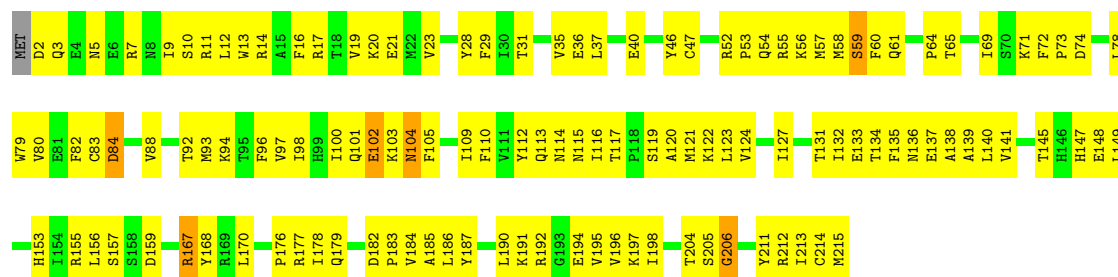 MET D2 Q3 E4 N5 E6 R7 N8 I9 S10 R11 L12 W13 R14 A15 F16 R17 T18 V19 K20 E21 M22 V23 Y28 F29 I30 T31 V35 E36 L37 E40 Y46 C47 R52 P53 Q54 R55 K56 M57 M58 S59 F60 Q61 P64 T65 I69 S70 K71 F72 P73 D74
W79 V80 E81 F82 C83 D84 V88 T92 M93 K94 T95 F96 V97 I98 H99 I100 Q101 E102 K103 N104 F105 I109 F110 V111 Y112 Q113 N114 N115 I116 T117 P118 S119 A120 M121 K122 L123 V124 I127 T131 I132 E133 T134 F135 N136 E137 A138 A139 L140 V141 T145 H146 H147 E148
H153 I154 R155 L156 S157 S158 D159 R167 Y168 R169 L170 P176 R177 I178 Q179 D182 P183 V184 A185 L186 Y187 L190 K191 R192 G193 E194 V195 V196 K197 I198 T204 S205 G206 Y211 R212 I213 C214 M215